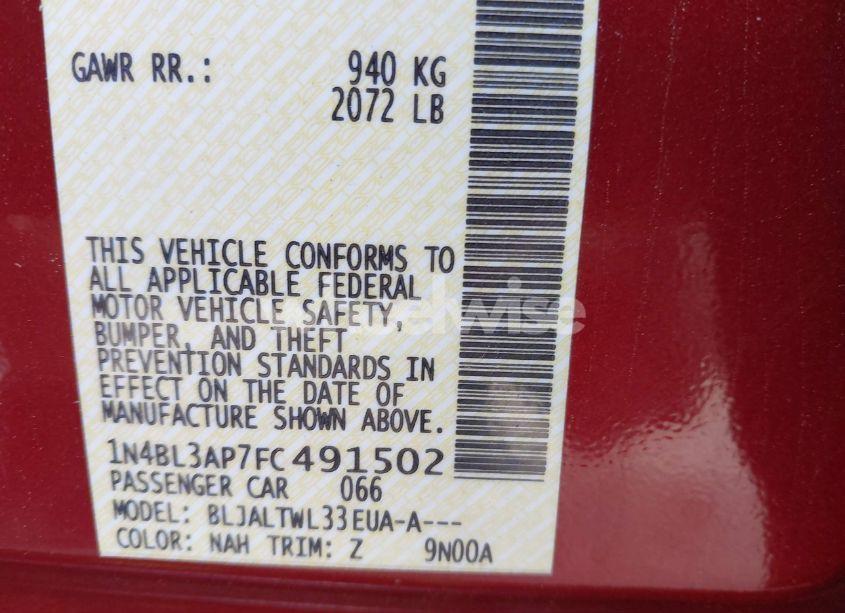 GAWR RR.: 940 KG
2072 LB
THIS VEHICLE CONFORMS TO
ALL APPLICABLE FEDERAL
MOTOR VEHICLE SAFETY,
BUMPER, AND THEFT
PREVENTION STANDARDS IN
EFFECT ON THE DATE OF
MANUFACTURE SHOWN ABOVE.
1N4BL3AP7FC491502
PASSENGER CAR 066
MODEL: BLJALTWL33EUA-A---
COLOR: NAH TRIM: Z 9N00A